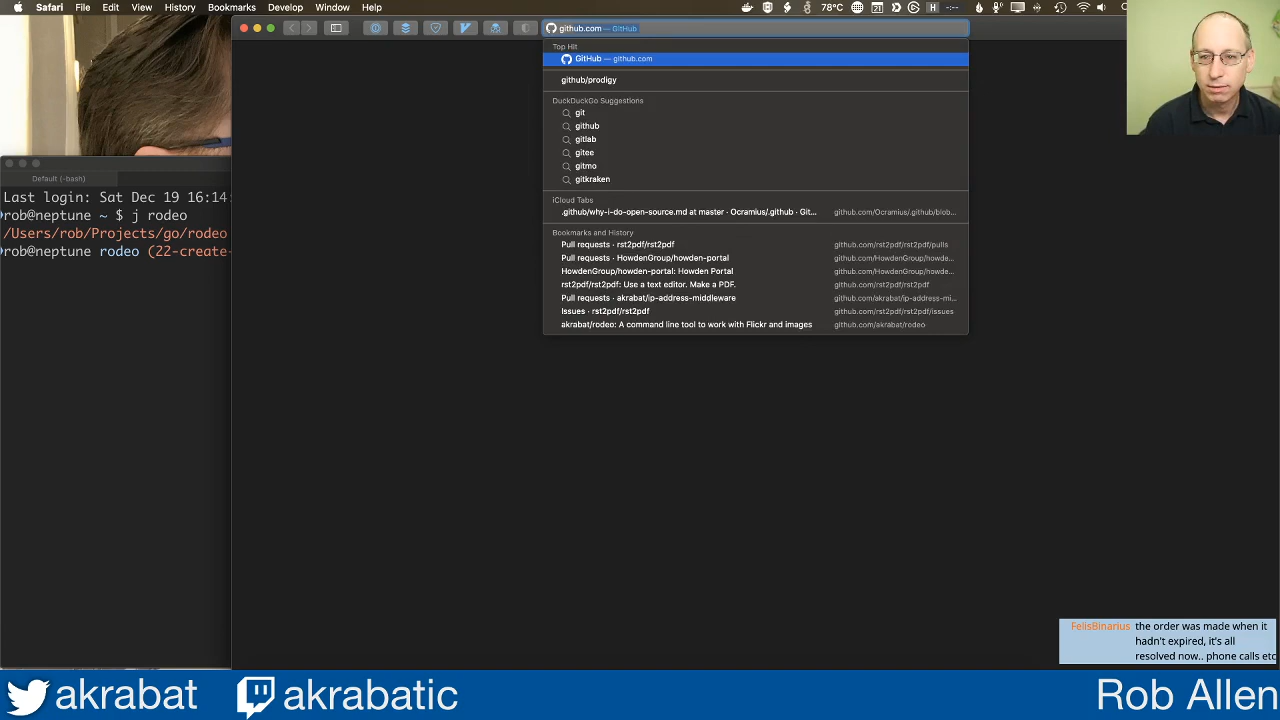 Safari File Edit View History Bookmarks Develop Window Help
78°C
github.com — GitHub
Top Hit
GitHub — github.com
github/prodigy
DuckDuckGo Suggestions
git
github
gitlab
gitee
gitmo
gitkraken
iCloud Tabs
.github/why-i-do-open-source.md at master · Ocramius/.github · Git... github.com/Ocramius/.github/blob...
Bookmarks and History
Pull requests · rst2pdf/rst2pdf github.com/rst2pdf/rst2pdf/pulls
Pull requests · HowdenGroup/howden-portal github.com/HowdenGroup/howde...
HowdenGroup/howden-portal: Howden Portal github.com/HowdenGroup/howde...
rst2pdf/rst2pdf: Use a text editor. Make a PDF. github.com/rst2pdf/rst2pdf
Pull requests · akrabat/ip-address-middleware github.com/akrabat/ip-address-mi...
Issues · rst2pdf/rst2pdf github.com/rst2pdf/rst2pdf/issues
akrabat/rodeo: A command line tool to work with Flickr and images github.com/akrabat/rodeo
Default (-bash)
Last login: Sat Dec 19 16:14:
rob@neptune ~ $ j rodeo
/Users/rob/Projects/go/rodeo
rob@neptune rodeo (22-create-
FelisBinarius the order was made when it
hadn't expired, it's all
resolved now.. phone calls etc
akrabat akrabatic Rob Allen